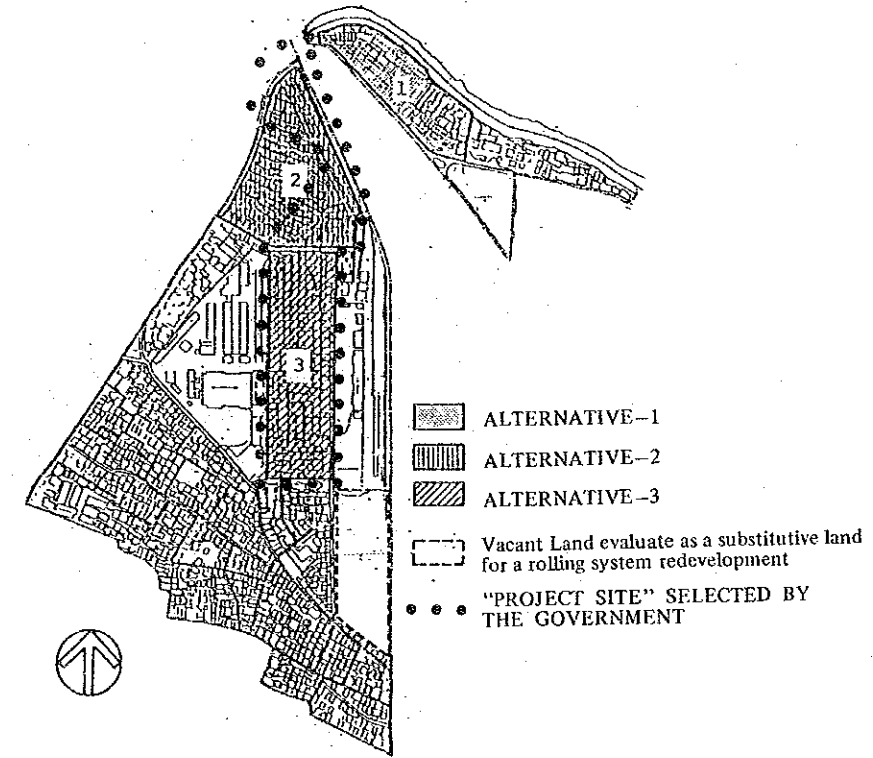 1
2
3
ALTERNATIVE-1
ALTERNATIVE-2
ALTERNATIVE-3
Vacant Land evaluate as a substitutive land
for a rolling system redevelopment
"PROJECT SITE" SELECTED BY
THE GOVERNMENT